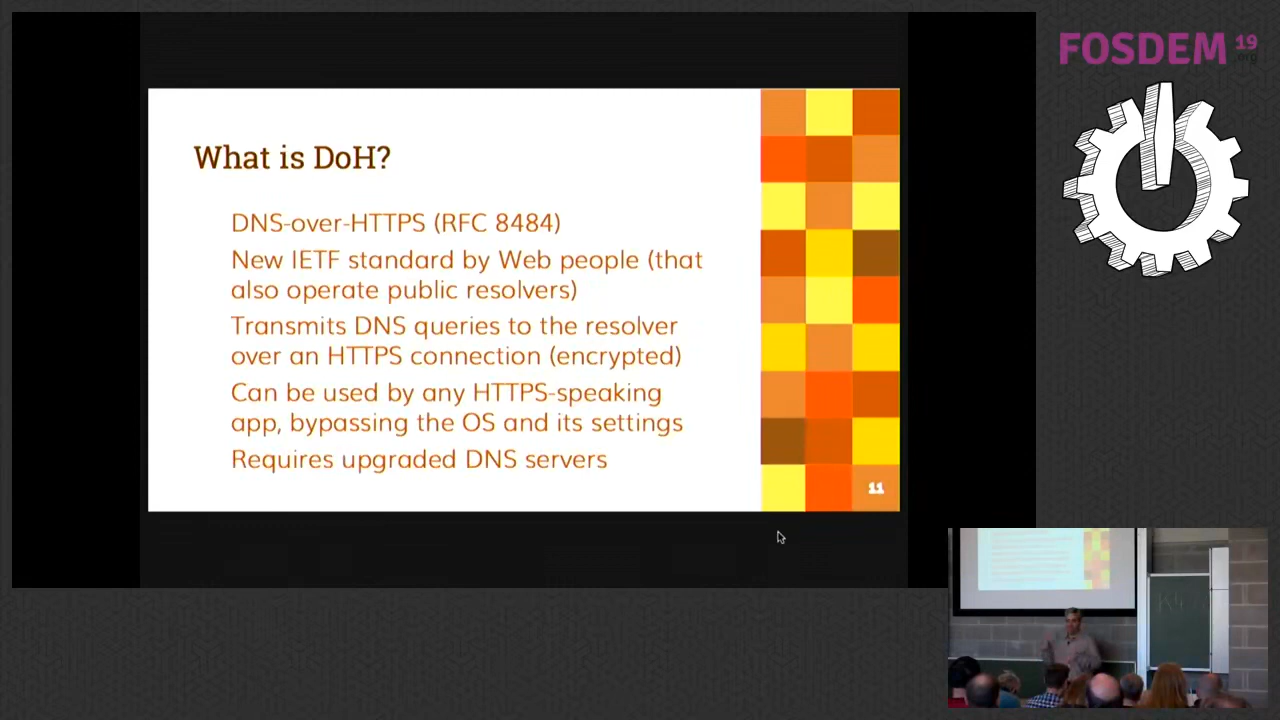 FOSDEM 19
.org
What is DoH?
DNS-over-HTTPS (RFC 8484)
New IETF standard by Web people (that
also operate public resolvers)
Transmits DNS queries to the resolver
over an HTTPS connection (encrypted)
Can be used by any HTTPS-speaking
app, bypassing the OS and its settings
Requires upgraded DNS servers
11